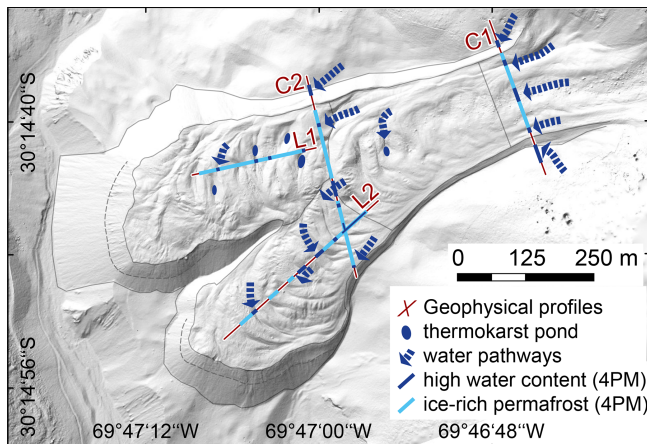 C1
C2
30°14'40"S
L1
L2
0 125 250 m
Geophysical profiles
thermokarst pond
water pathways
high water content (4PM)
ice-rich permafrost (4PM)
30°14'56"S
69°47'12"W 69°47'00"W 69°46'48"W